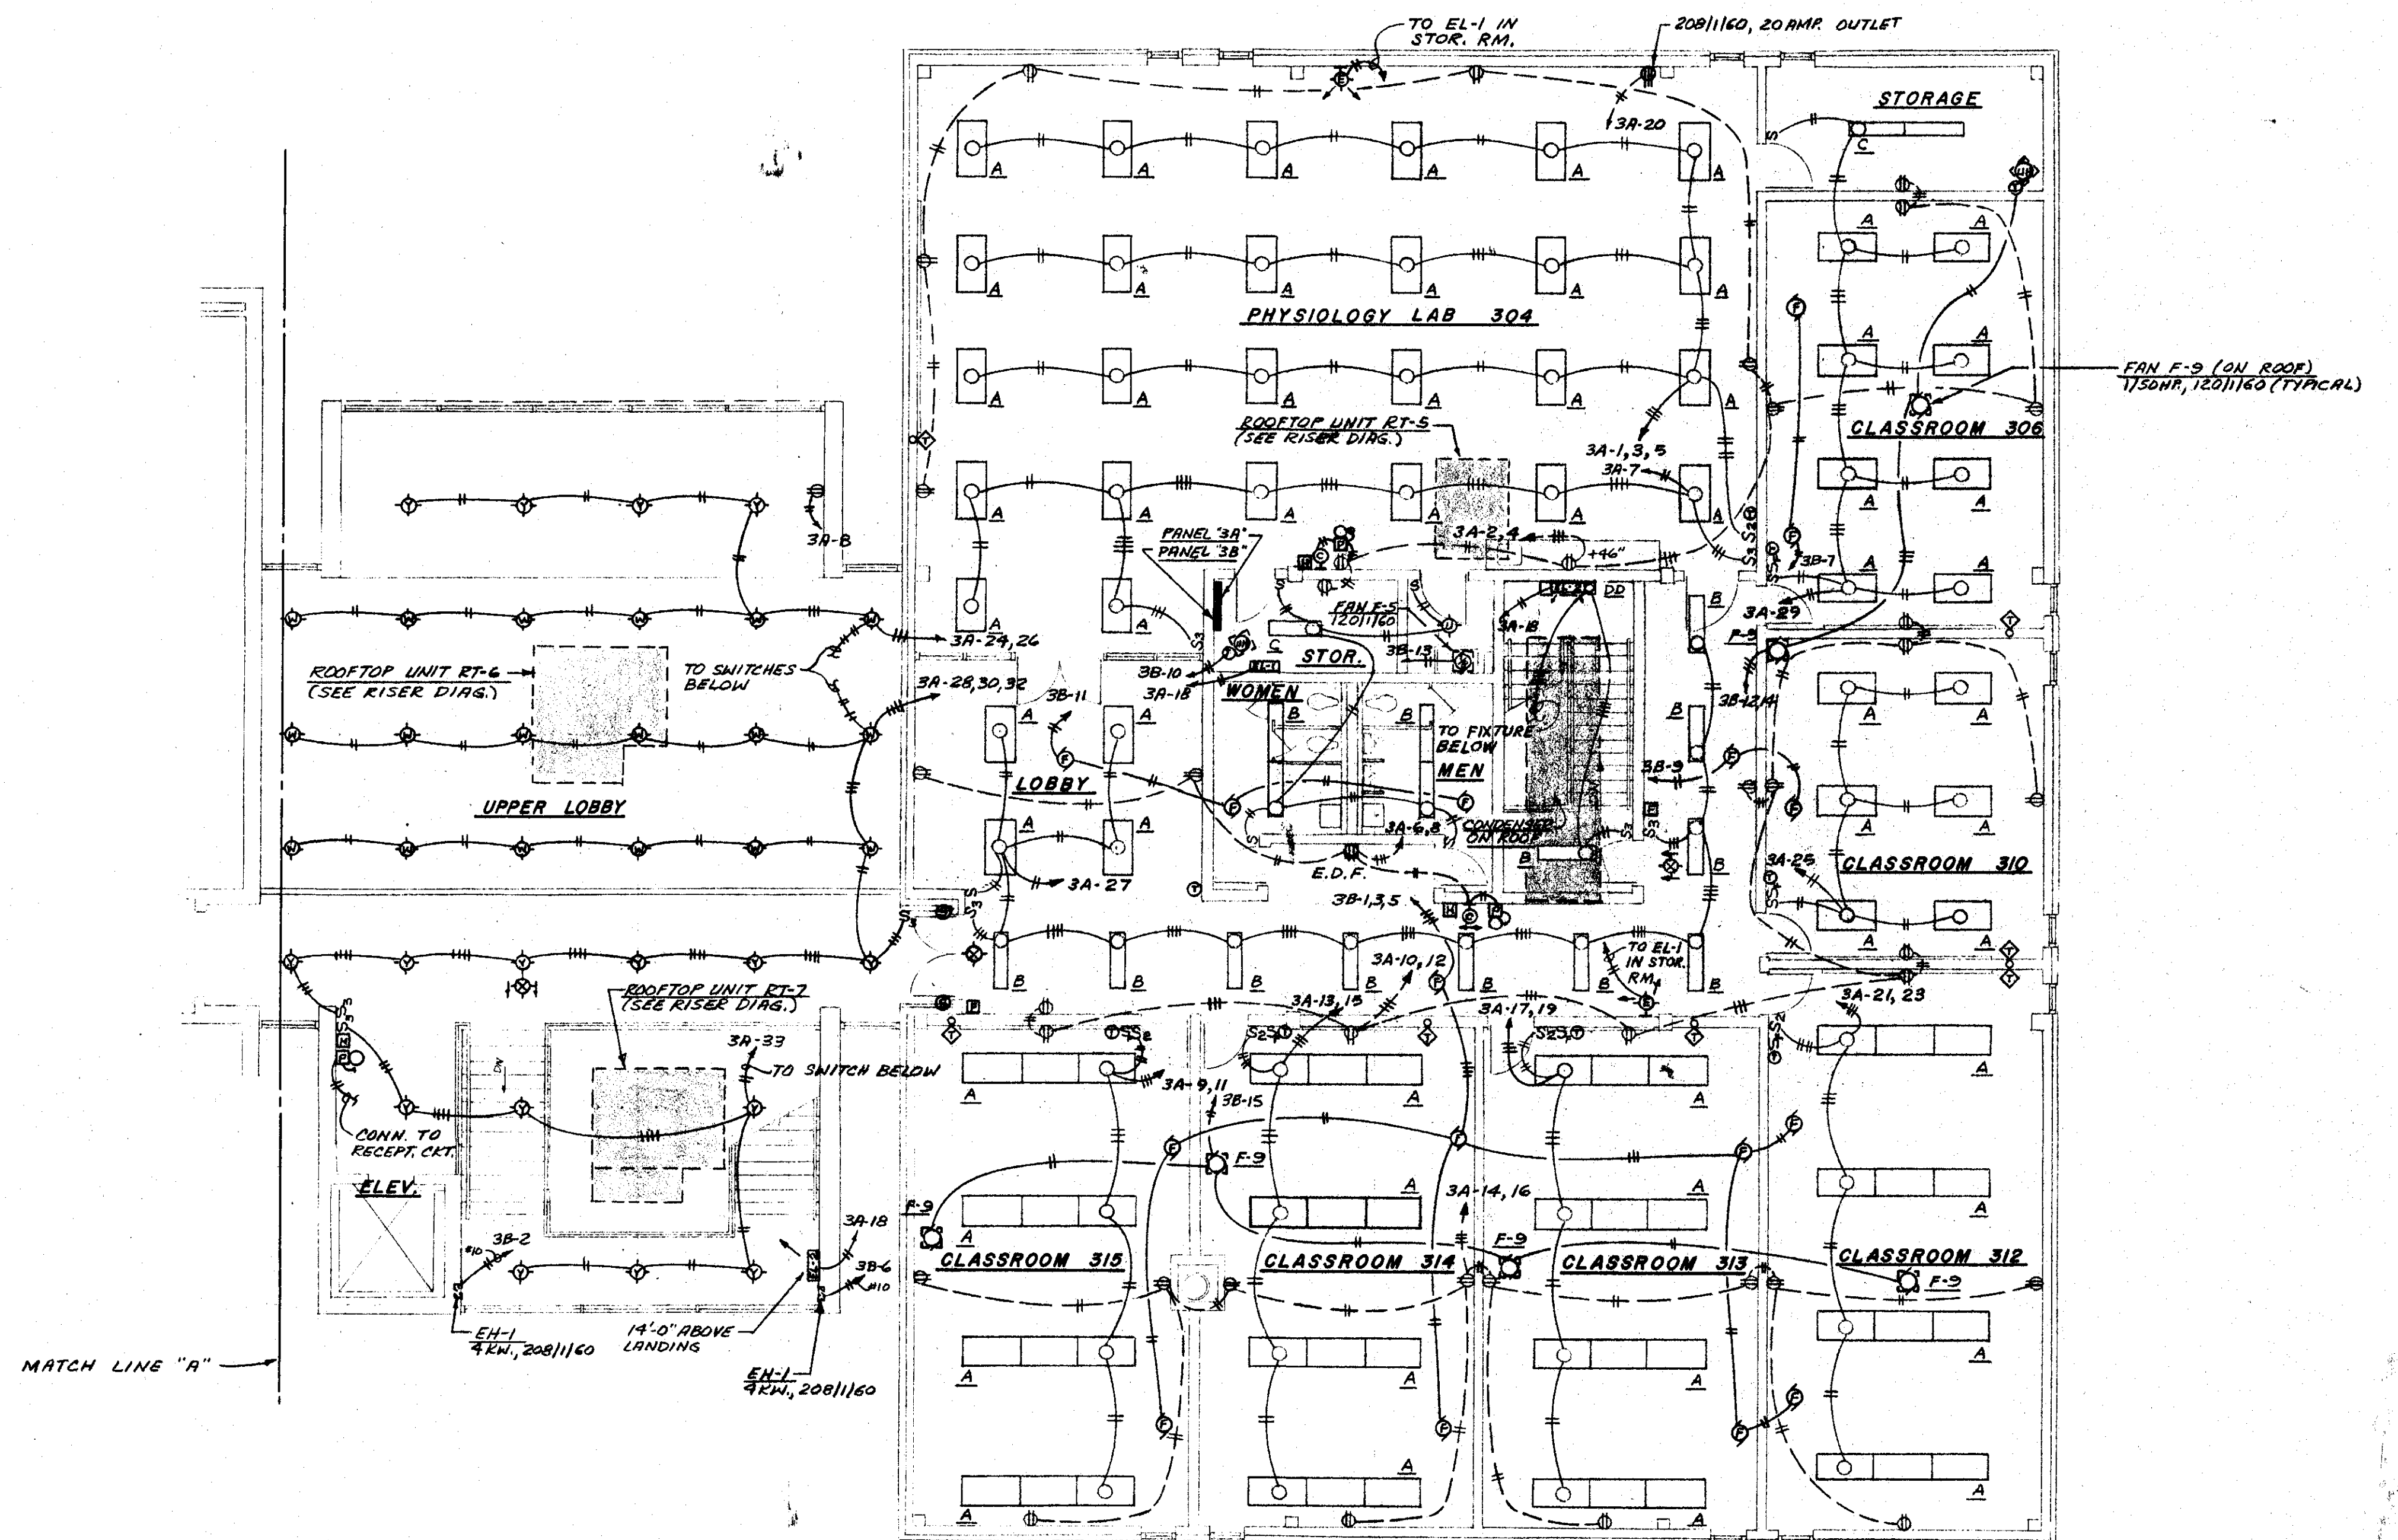 TO EL-1 IN
STOR. RM.
208/1/60, 20 AMP. OUTLET
STORAGE
3A-20
C
A A A A A A
A A
A A A A A A
PHYSIOLOGY LAB 304
A A
FAN F-9 (ON ROOF)
1/50HP, 120/1/60 (TYPICAL)
A A A A A A
ROOFTOP UNIT RT-5
(SEE RISER DIAG.)
CLASSROOM 306
3A-1,3,5
3A-7
A A A A A A
A A
3A-8
PANEL "3A"
PANEL "3B"
3A-2,4
+46"
3B-7
A A
A A
FAN F-5
120/1/60
DD
B
3A-29
3A-24,26
3A-18
F-9
C
STOR.
3B-13
ROOFTOP UNIT RT-6
(SEE RISER DIAG.)
TO SWITCHES
BELOW
3B-10
3A-18
3A-28,30,32
3B-11
WOMEN
3B-12,14
A A
B B B
TO FIXTURE
BELOW
MEN
3B-9
LOBBY
UPPER LOBBY
A A
A A
3A-6,8
CONDENSER
ON ROOF
3A-27
E.D.F.
B B
3A-25
CLASSROOM 310
3B-1,3,5
A A
TO EL-1
IN STOR.
RM.
3A-10,12
B B B B B B B
ROOFTOP UNIT RT-7
(SEE RISER DIAG.)
3A-13,15
3A-17,19
3A-21,23
DN
3A-33
TO SWITCH BELOW
3A-9,11
3B-15
A A A A
CONN. TO
RECEPT. CKT.
F-9
ELEV.
3A-14,16
F-9
3A-18
A A A A
3B-2
#10
F-9
CLASSROOM 315
CLASSROOM 314
CLASSROOM 313
CLASSROOM 312
3B-6
#10
F-9
EH-1
4KW., 208/1/60
14'-0" ABOVE
LANDING
MATCH LINE "A"
EH-1
4KW., 208/1/60
A A A A
A A A A